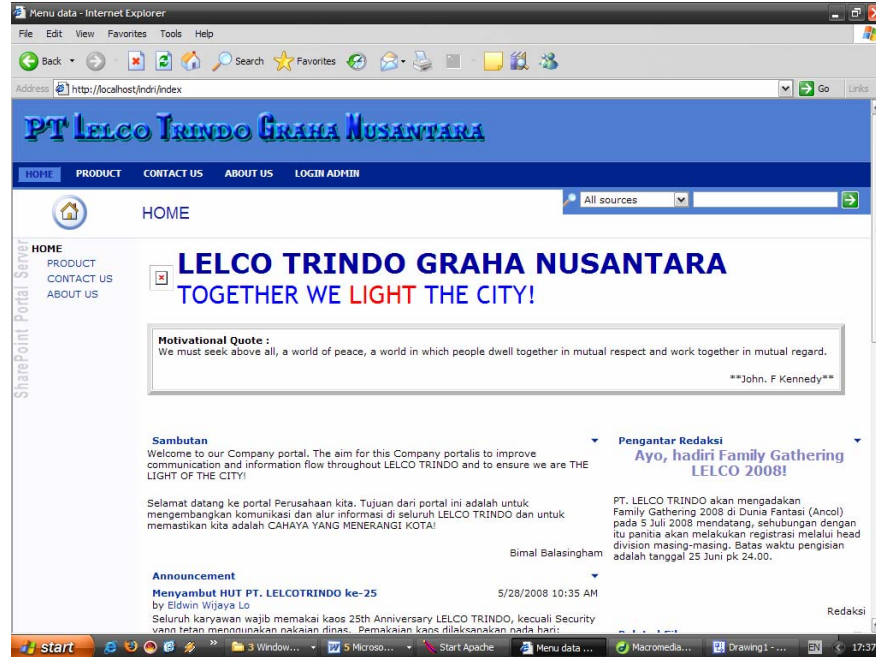 Menu data - Internet Explorer
File Edit View Favorites Tools Help
Back Search Favorites
Address http://localhost/indri/index Go Links
PT Lelco Trindo Graha Nusantara
HOME PRODUCT CONTACT US ABOUT US LOGIN ADMIN
All sources
HOME
SharePoint Portal Server
HOME
PRODUCT
CONTACT US
ABOUT US
LELCO TRINDO GRAHA NUSANTARA
TOGETHER WE LIGHT THE CITY!
Motivational Quote :
We must seek above all, a world of peace, a world in which people dwell together in mutual respect and work together in mutual regard.
**John. F Kennedy**
Sambutan
Welcome to our Company portal. The aim for this Company portalis to improve
communication and information flow throughout LELCO TRINDO and to ensure we are THE
LIGHT OF THE CITY!
Selamat datang ke portal Perusahaan kita. Tujuan dari portal ini adalah untuk
mengembangkan komunikasi dan alur informasi di seluruh LELCO TRINDO dan untuk
memastikan kita adalah CAHAYA YANG MENERANGI KOTA!
Bimal Balasingham
Announcement
Menyambut HUT PT. LELCOTRINDO ke-25 5/28/2008 10:35 AM
by Eldwin Wijaya Lo
Seluruh karyawan wajib memakai kaos 25th Anniversary LELCO TRINDO, kecuali Security
yang tetap menggunakan pakaian dinas. Pemakaian kaos dilaksanakan pada hari:
Pengantar Redaksi
Ayo, hadiri Family Gathering
LELCO 2008!
PT. LELCO TRINDO akan mengadakan
Family Gathering 2008 di Dunia Fantasi (Ancol)
pada 5 Juli 2008 mendatang, sehubungan dengan
itu panitia akan melakukan registrasi melalui head
division masing-masing. Batas waktu pengisian
adalah tanggal 25 Juni pk 24.00.
Redaksi
start 3 Window... 5 Microso... Start Apache Menu data ... Macromedia... Drawing1 - ... EN 17:37